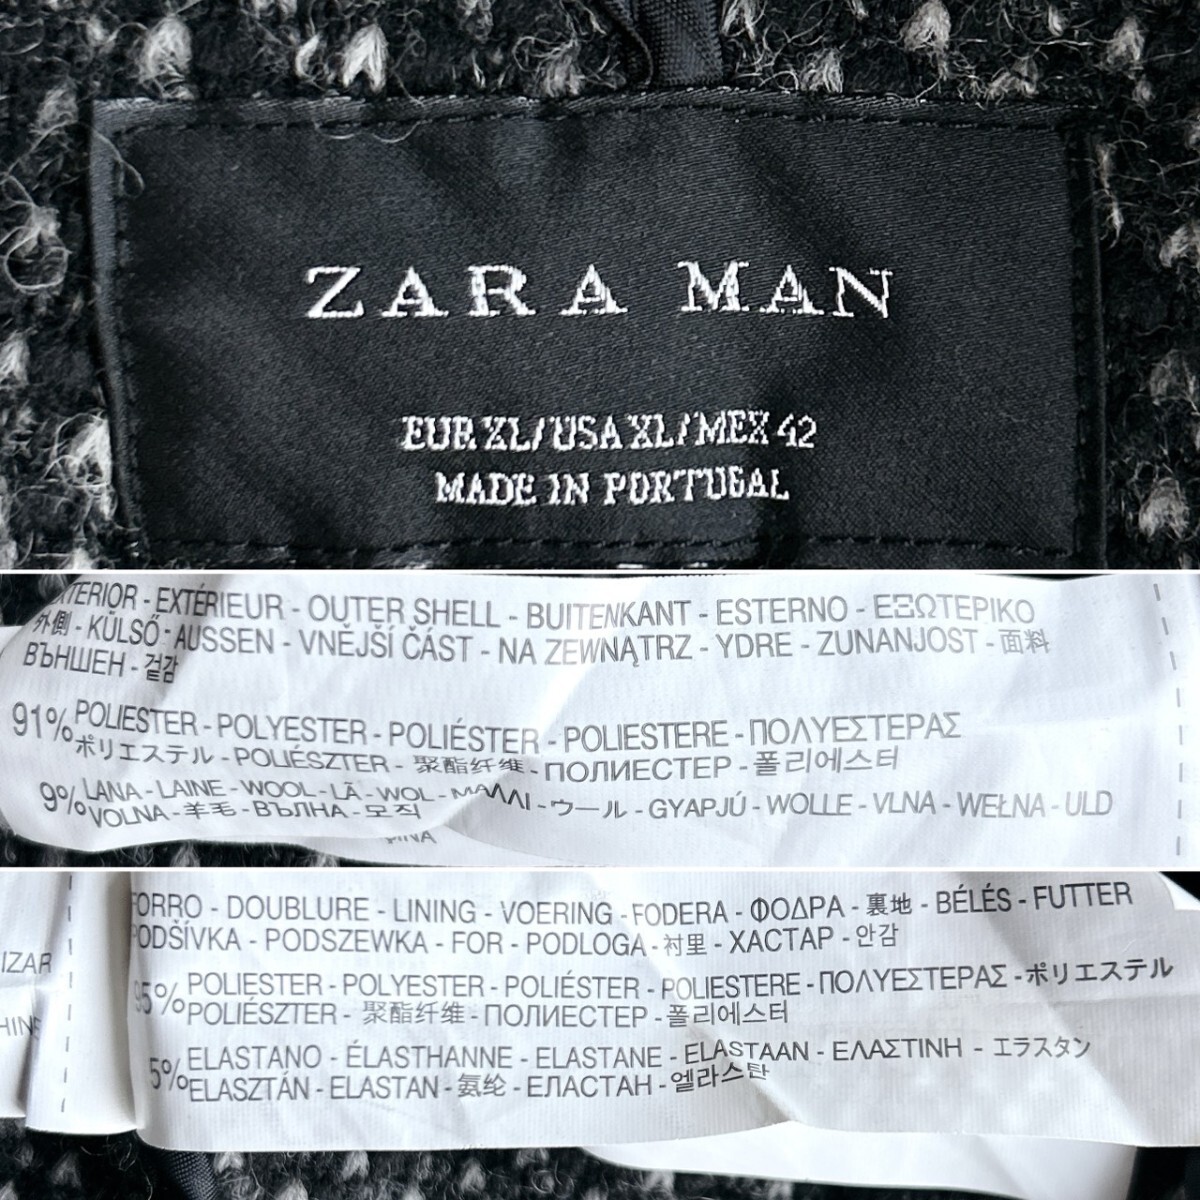 ZARA MAN
EUR XL/USA XL/MEX 42
MADE IN PORTUGAL
EXTERIOR - EXTÉRIEUR - OUTER SHELL - BUITENKANT - ESTERNO - ΕΞΩΤΕΡΙΚΟ
外側 - KÜLSŐ - AUSSEN - VNĚJŠÍ ČÁST - NA ZEWNĄTRZ - YDRE - ZUNANJOST - 面料
ВЪНШЕН - 겉감
91% POLIESTER - POLYESTER - POLIÉSTER - POLIESTERE - ΠΟΛΥΕΣΤΕΡΑΣ
ポリエステル - POLIÉSZTER - 聚酯纤维 - ПОЛИЕСТЕР - 폴리에스터
9% LANA - LAINE - WOOL - LÃ - WOL - ΜΑΛΛΙ - ウール - GYAPJÚ - WOLLE - VLNA - WEŁNA - ULD
VOLNA - 羊毛 - ВЪЛНА - 모직
FORRO - DOUBLURE - LINING - VOERING - FODERA - ΦΟΔΡΑ - 裏地 - BÉLÉS - FUTTER
PODŠÍVKA - PODSZEWKA - FOR - PODLOGA - 衬里 - ХАСТАР - 안감
95% POLIESTER - POLYESTER - POLIÉSTER - POLIESTERE - ΠΟΛΥΕΣΤΕΡΑΣ - ポリエステル
POLIÉSZTER - 聚酯纤维 - ПОЛИЕСТЕР - 폴리에스터
5% ELASTANO - ÉLASTHANNE - ELASTANE - ELASTAAN - ΕΛΑΣΤΙΝΗ - エラスタン
ELASZTÁN - ELASTAN - 氨纶 - ЕЛАСТАН - 엘라스탄